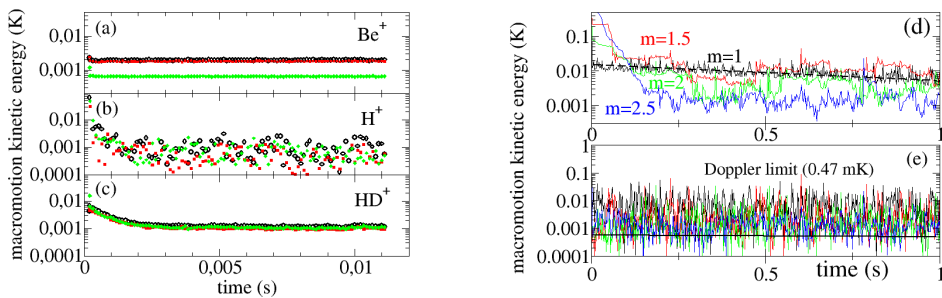 macromotion kinetic energy (K)
(a)
Be+
0,01
0,001
(b)
H+
0,01
0,001
0,0001
(c)
HD+
0,01
0,001
0,0001
0
0,005
0,01
time (s)
macromotion kinetic energy (K)
(d)
0.1
0.01
0.001
m=1.5
m=1
m=2
m=2.5
0
0.5
1
(e)
1
0.1
0.01
0.001
0.0001
Doppler limit (0.47 mK)
0
0.5
1
time (s)